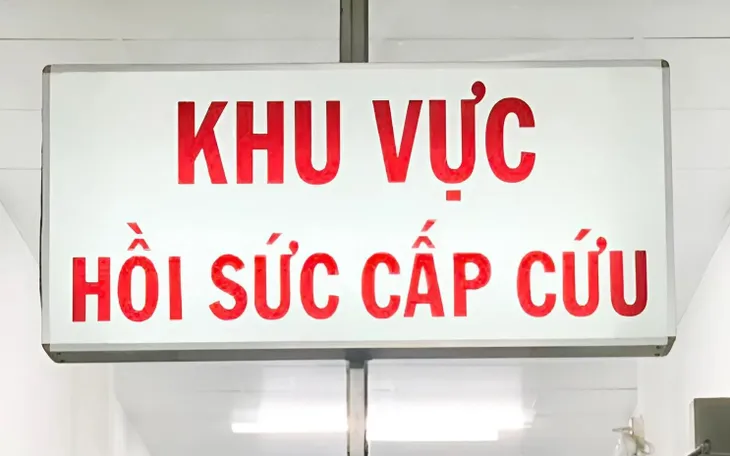 KHU VỰC
HỒI SỨC CẤP CỨU